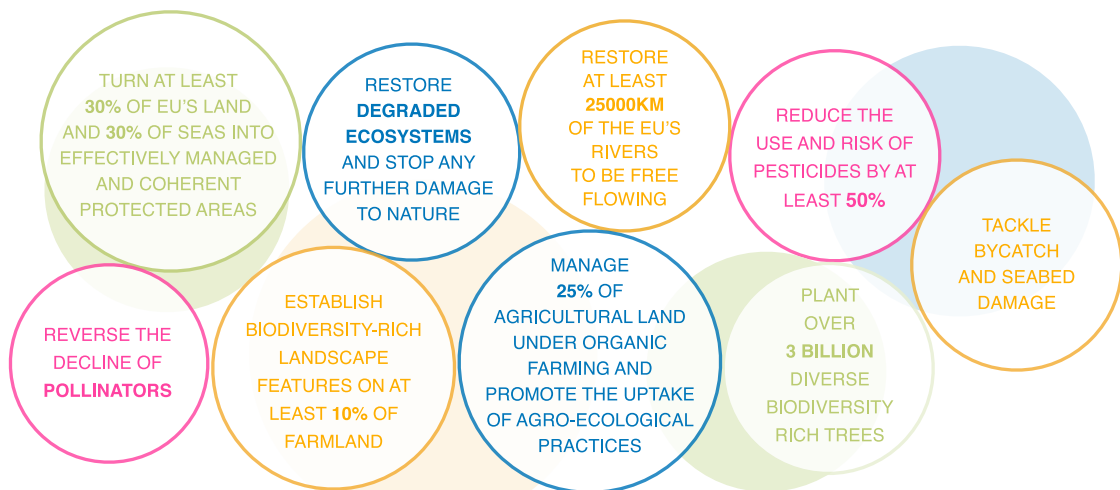 TURN AT LEAST
30% OF EU'S LAND
AND 30% OF SEAS INTO
EFFECTIVELY MANAGED
AND COHERENT
PROTECTED AREAS
RESTORE
DEGRADED
ECOSYSTEMS
AND STOP ANY
FURTHER DAMAGE
TO NATURE
RESTORE
AT LEAST
25000KM
OF THE EU'S
RIVERS
TO BE FREE
FLOWING
REDUCE THE
USE AND RISK OF
PESTICIDES BY AT
LEAST 50%
TACKLE
BYCATCH
AND SEABED
DAMAGE
REVERSE THE
DECLINE OF
POLLINATORS
ESTABLISH
BIODIVERSITY-RICH
LANDSCAPE
FEATURES ON AT
LEAST 10% OF
FARMLAND
MANAGE
25% OF
AGRICULTURAL LAND
UNDER ORGANIC
FARMING AND
PROMOTE THE UPTAKE
OF AGRO-ECOLOGICAL
PRACTICES
PLANT
OVER
3 BILLION
DIVERSE
BIODIVERSITY
RICH TREES